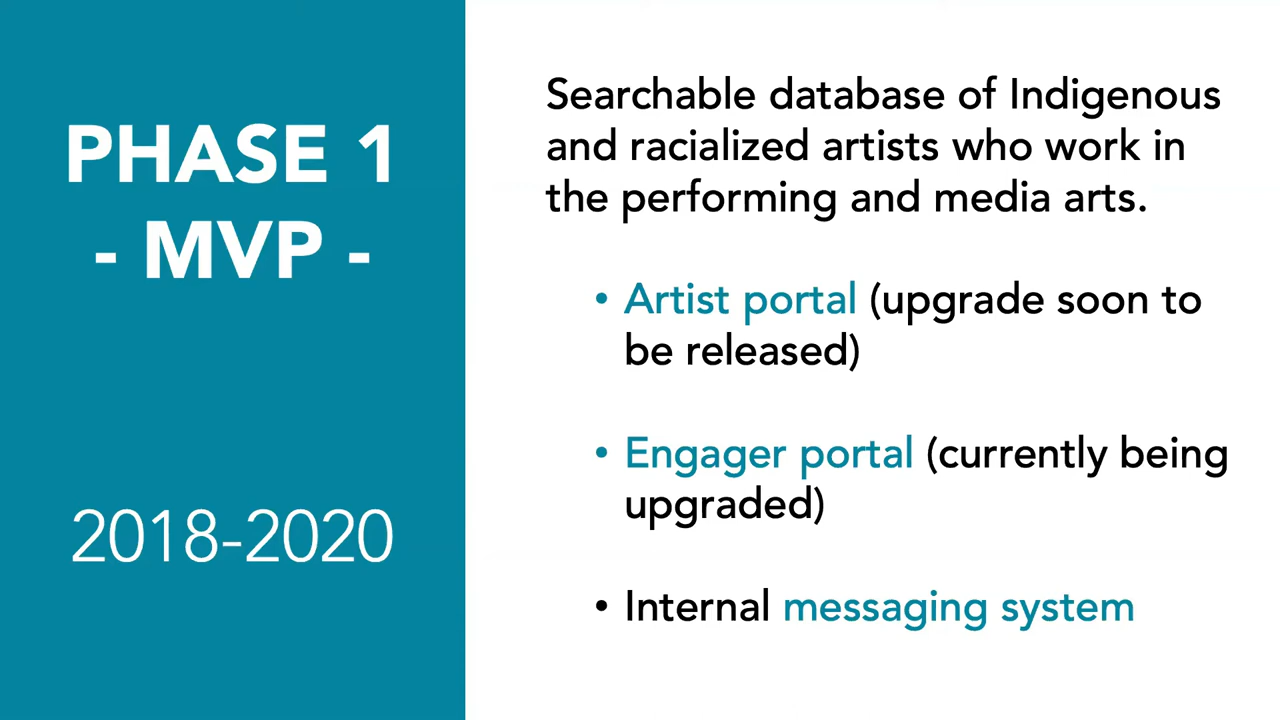 PHASE 1
- MVP -
2018-2020
Searchable database of Indigenous
and racialized artists who work in
the performing and media arts.
• Artist portal (upgrade soon to
be released)
• Engager portal (currently being
upgraded)
• Internal messaging system